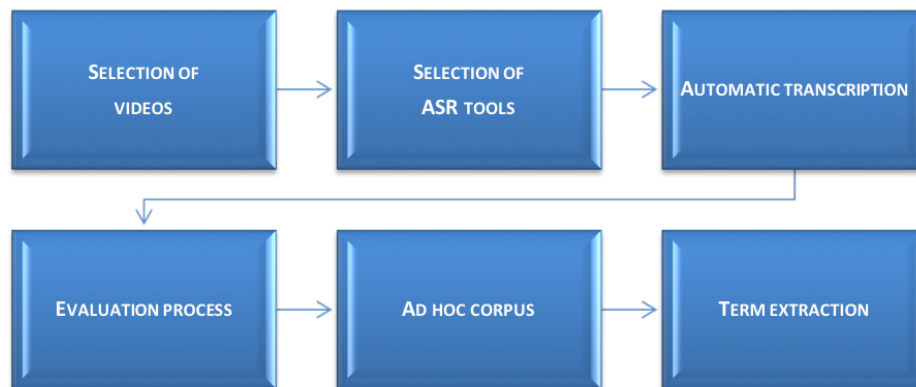 SELECTION OF
VIDEOS
SELECTION OF
ASR TOOLS
AUTOMATIC TRANSCRIPTION
EVALUATION PROCESS
AD HOC CORPUS
TERM EXTRACTION